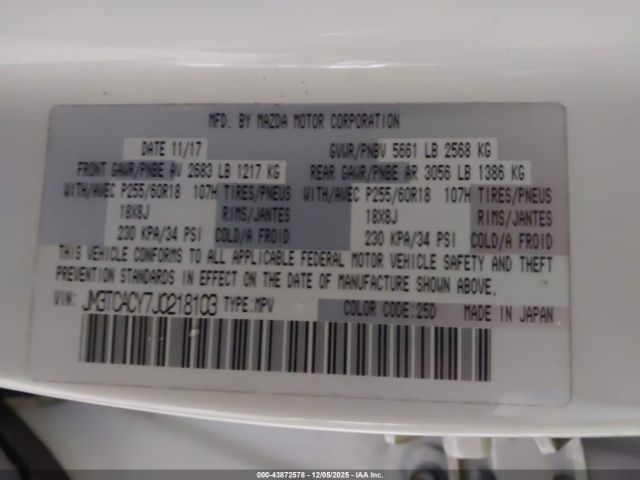 MFD. BY MAZDA MOTOR CORPORATION
DATE 11/17 GVWR/PNBV 5661 LB 2568 KG
FRONT GAWR/PNBE AV 2683 LB 1217 KG REAR GAWR/PNBE AR 3056 LB 1386 KG
WITH/AVEC P255/60R18 107H TIRES/PNEUS WITH/AVEC P255/60R18 107H TIRES/PNEUS
18X8J RIMS/JANTES 18X8J RIMS/JANTES
230 KPA/34 PSI COLD/A FROID 230 KPA/34 PSI COLD/A FROID
THIS VEHICLE CONFORMS TO ALL APPLICABLE FEDERAL MOTOR VEHICLE SAFETY AND THEFT
PREVENTION STANDARDS IN EFFECT ON THE DATE OF MANUFACTURE SHOWN ABOVE.
VIN: JM3TCACY7J0218103 TYPE:MPV COLOR CODE:25D MADE IN JAPAN
000-43872578 - 12/05/2025 - IAA Inc.